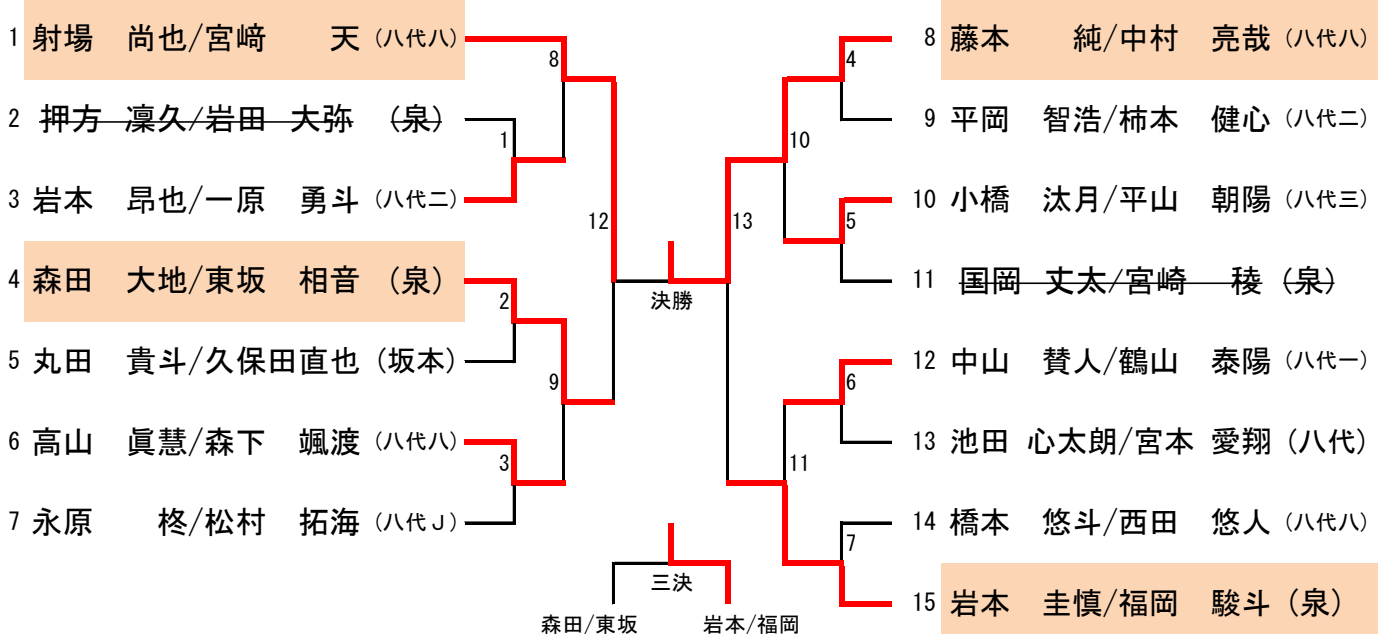 1 射場　尚也/宮﨑　　天 (八代八)
2 押方　凜久/岩田　大弥　(泉)
3 岩本　昂也/一原　勇斗 (八代二)
4 森田　大地/東坂　相音　(泉)
5 丸田　貴斗/久保田直也 (坂本)
6 高山　眞慧/森下　颯渡 (八代八)
7 永原　　柊/松村　拓海 (八代Ｊ)
8
1
12
2
9
3
決勝
三決
森田/東坂
岩本/福岡
4
10
13
5
6
11
7
8 藤本　　純/中村　亮哉 (八代八)
9 平岡　智浩/柿本　健心 (八代二)
10 小橋　汰月/平山　朝陽 (八代三)
11 国岡　丈太/宮崎　　稜 (泉)
12 中山　賛人/鶴山　泰陽 (八代一)
13 池田 心太朗/宮本 愛翔 (八代)
14 橋本　悠斗/西田　悠人 (八代八)
15 岩本　圭慎/福岡　駿斗 (泉)